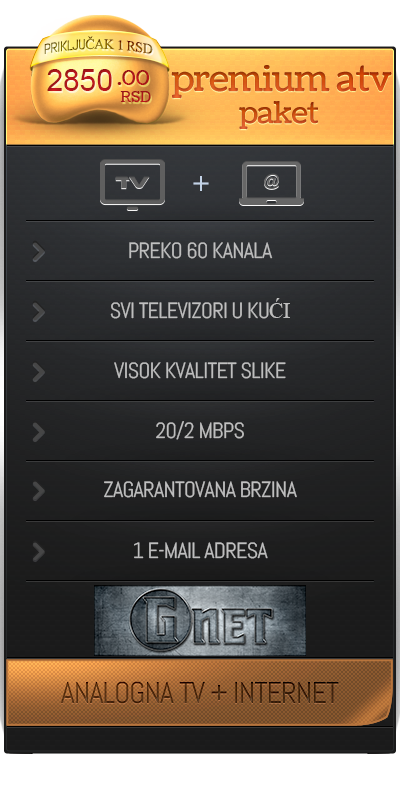 PRIKLJUČAK 1 RSD
2850.00
RSD
premium atv
paket
TV + @
PREKO 60 KANALA
SVI TELEVIZORI U KUĆI
VISOK KVALITET SLIKE
20/2 MBPS
ZAGARANTOVANA BRZINA
1 E-MAIL ADRESA
GNET
ANALOGNA TV + INTERNET